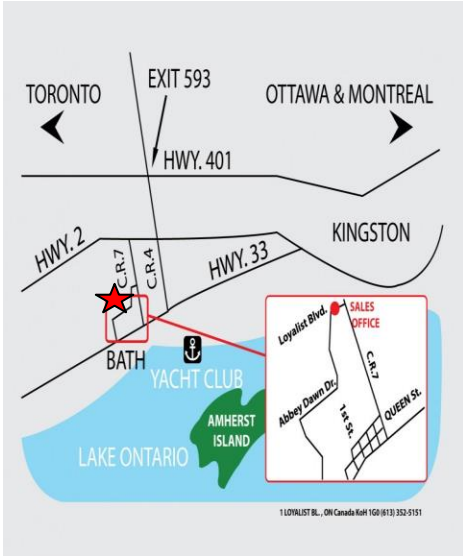 EXIT 593
TORONTO
OTTAWA & MONTREAL
HWY. 401
KINGSTON
HWY. 2
C.R.7
C.R.4
HWY. 33
BATH
YACHT CLUB
AMHERST
ISLAND
LAKE ONTARIO
Loyalist Blvd.
SALES
OFFICE
C.R.7
Abbey Dawn Dr.
1st St.
QUEEN St.
1 LOYALIST BL. , ON Canada KoH 1G0 (613) 352-5151